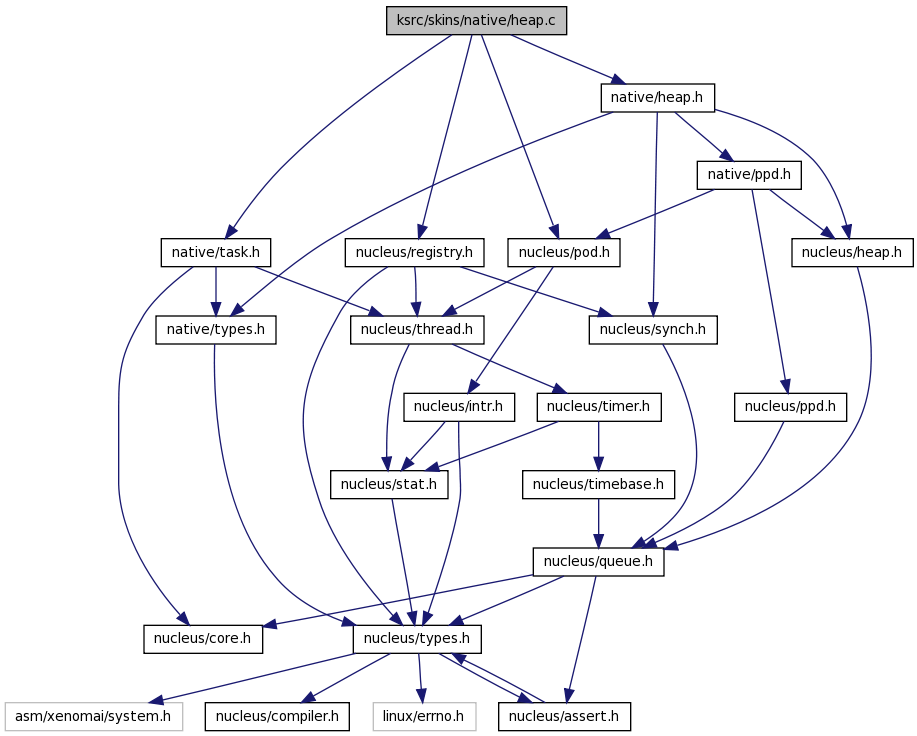 ksrc/skins/native/heap.c
native/heap.h
native/ppd.h
native/task.h
nucleus/registry.h
nucleus/pod.h
nucleus/heap.h
native/types.h
nucleus/thread.h
nucleus/synch.h
nucleus/intr.h
nucleus/timer.h
nucleus/ppd.h
nucleus/stat.h
nucleus/timebase.h
nucleus/queue.h
nucleus/core.h
nucleus/types.h
asm/xenomai/system.h
nucleus/compiler.h
linux/errno.h
nucleus/assert.h